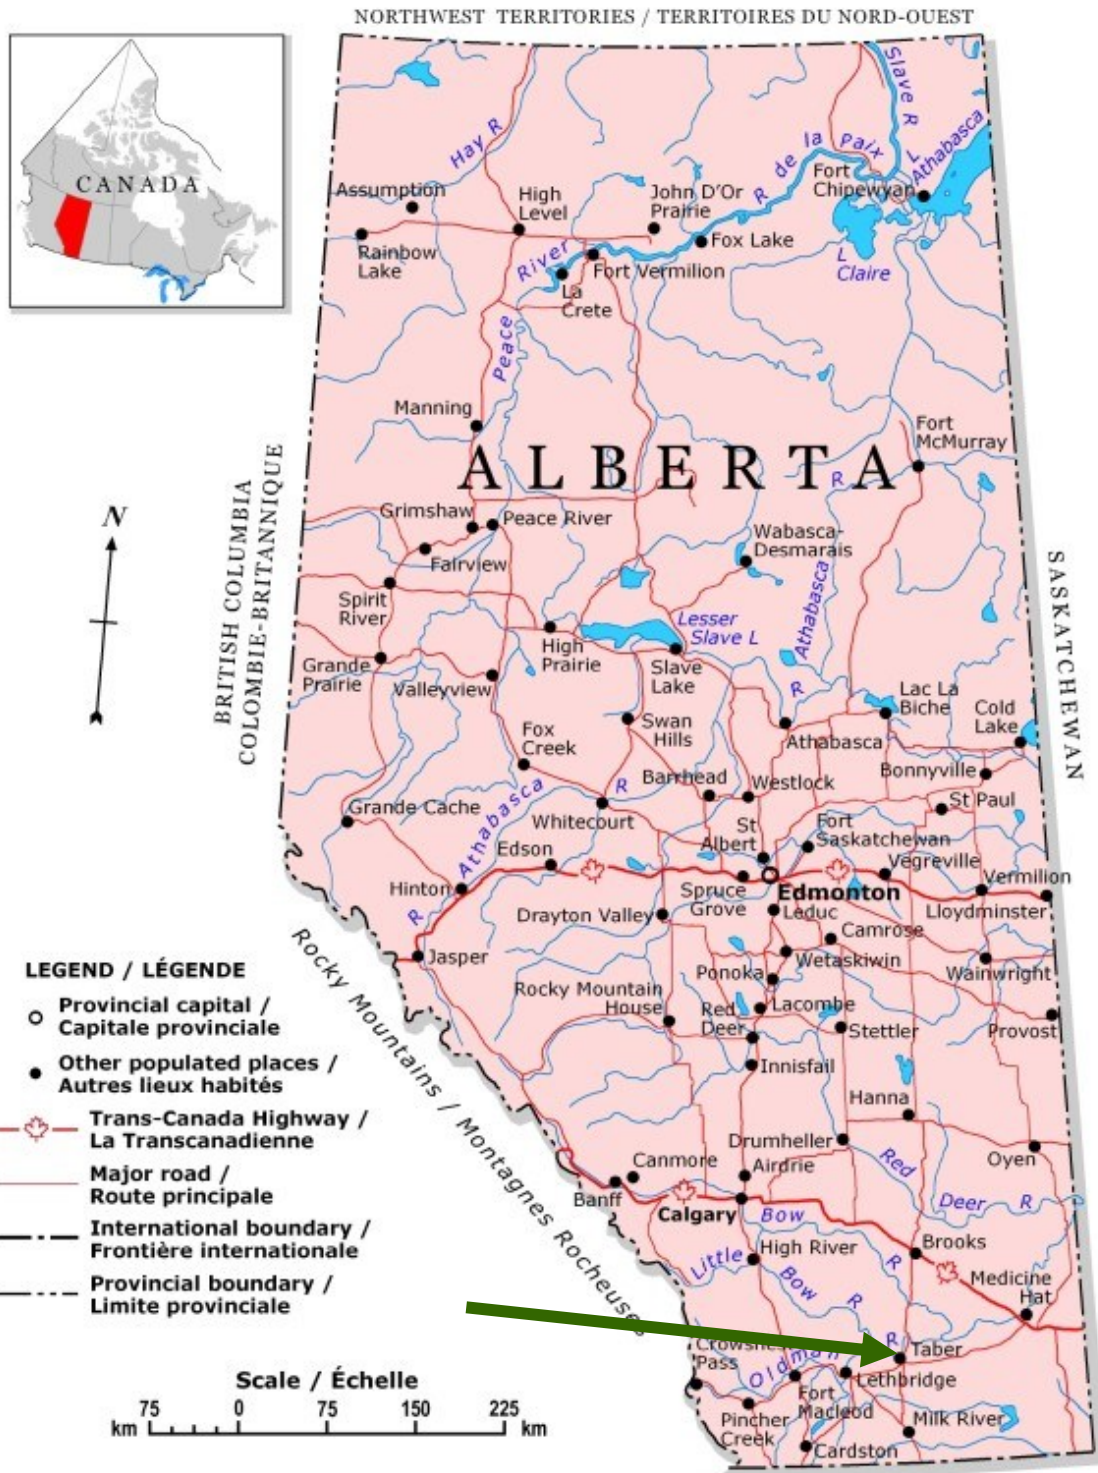 NORTHWEST TERRITORIES / TERRITOIRES DU NORD-OUEST
CANADA
Hay R
Slave R
R de la Paix
L Athabasca
Assumption
High
Level
John D'Or
Prairie
Fort
Chipewyan
Rainbow
Lake
River
Fox Lake
Fort Vermilion
L
Claire
La
Crete
Peace
Manning
Fort
McMurray
ALBERTA
R
N
BRITISH COLUMBIA
COLOMBIE-BRITANNIQUE
SASKATCHEWAN
Grimshaw
Peace River
Fairview
Wabasca-
Desmarais
Athabasca
Spirit
River
Lesser
Slave L
High
Prairie
Slave
Lake
Grande
Prairie
Valleyview
R
Lac La
Biche
Cold
Lake
Swan
Hills
Athabasca
Fox
Creek
Barrhead
Westlock
Bonnyville
Athabasca
R
St Paul
Grande Cache
Whitecourt
St
Albert
Fort
Saskatchewan
Edson
Vegreville
Hinton
Spruce
Grove
Edmonton
Vermilion
R
Drayton Valley
Leduc
Lloydminster
Camrose
Jasper
Wetaskiwin
Ponoka
Wainwright
Rocky Mountain
House
Red
Deer
Lacombe
Stettler
Provost
Innisfail
Rocky Mountains / Montagnes Rocheuses
Hanna
Drumheller
Oyen
Canmore
Airdrie
Red
Deer R
Banff
Calgary
Bow
R
Brooks
High River
Little
Bow
R
Medicine
Hat
R
Taber
Pass
Oldman
Lethbridge
Fort
Macleod
Pincher
Creek
Milk River
Cardston
LEGEND / LÉGENDE
Provincial capital /
Capitale provinciale
Other populated places /
Autres lieux habités
Trans-Canada Highway /
La Transcanadienne
Major road /
Route principale
International boundary /
Frontière internationale
Provincial boundary /
Limite provinciale
Scale / Échelle
75 0 75 150 225
km km